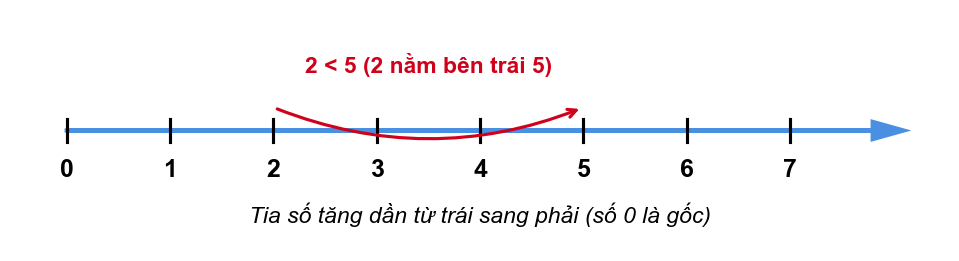 2 < 5 (2 nằm bên trái 5)
0 1 2 3 4 5 6 7
Tia số tăng dần từ trái sang phải (số 0 là gốc)